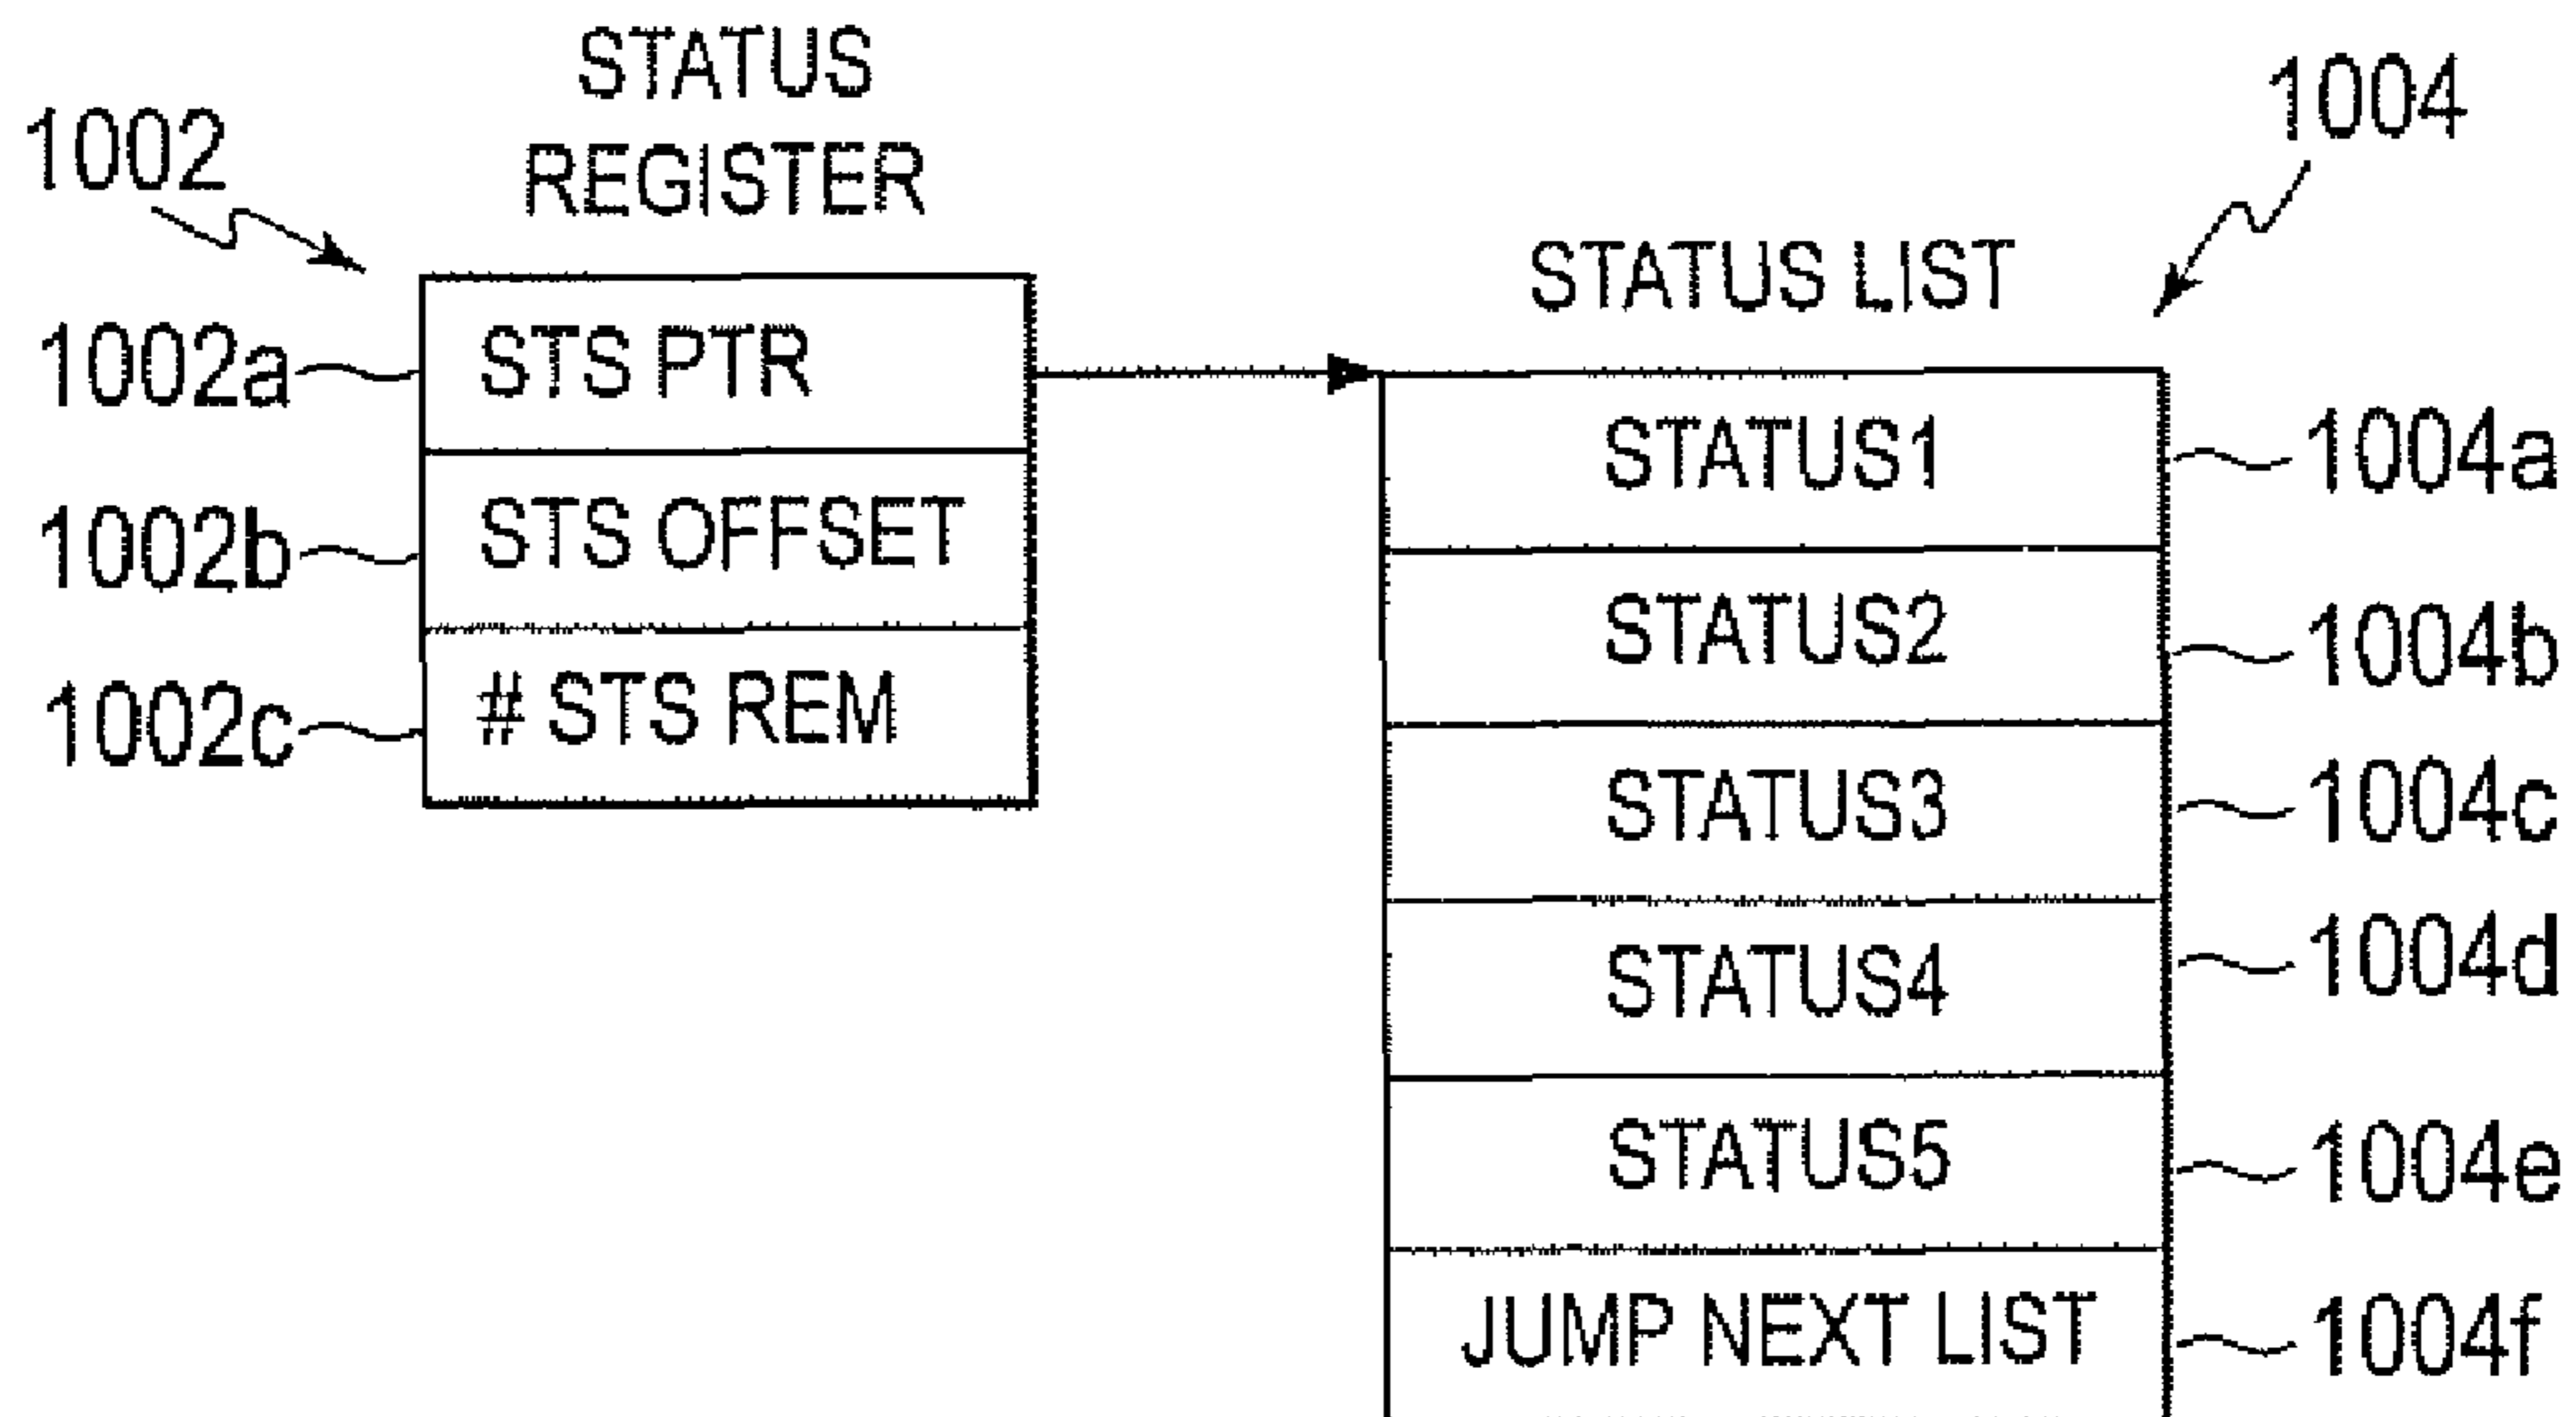 STATUS
REGISTER
1002
1004
STATUS LIST
1002a STS PTR
1002b STS OFFSET
1002c # STS REM
STATUS1 1004a
STATUS2 1004b
STATUS3 1004c
STATUS4 1004d
STATUS5 1004e
JUMP NEXT LIST 1004f